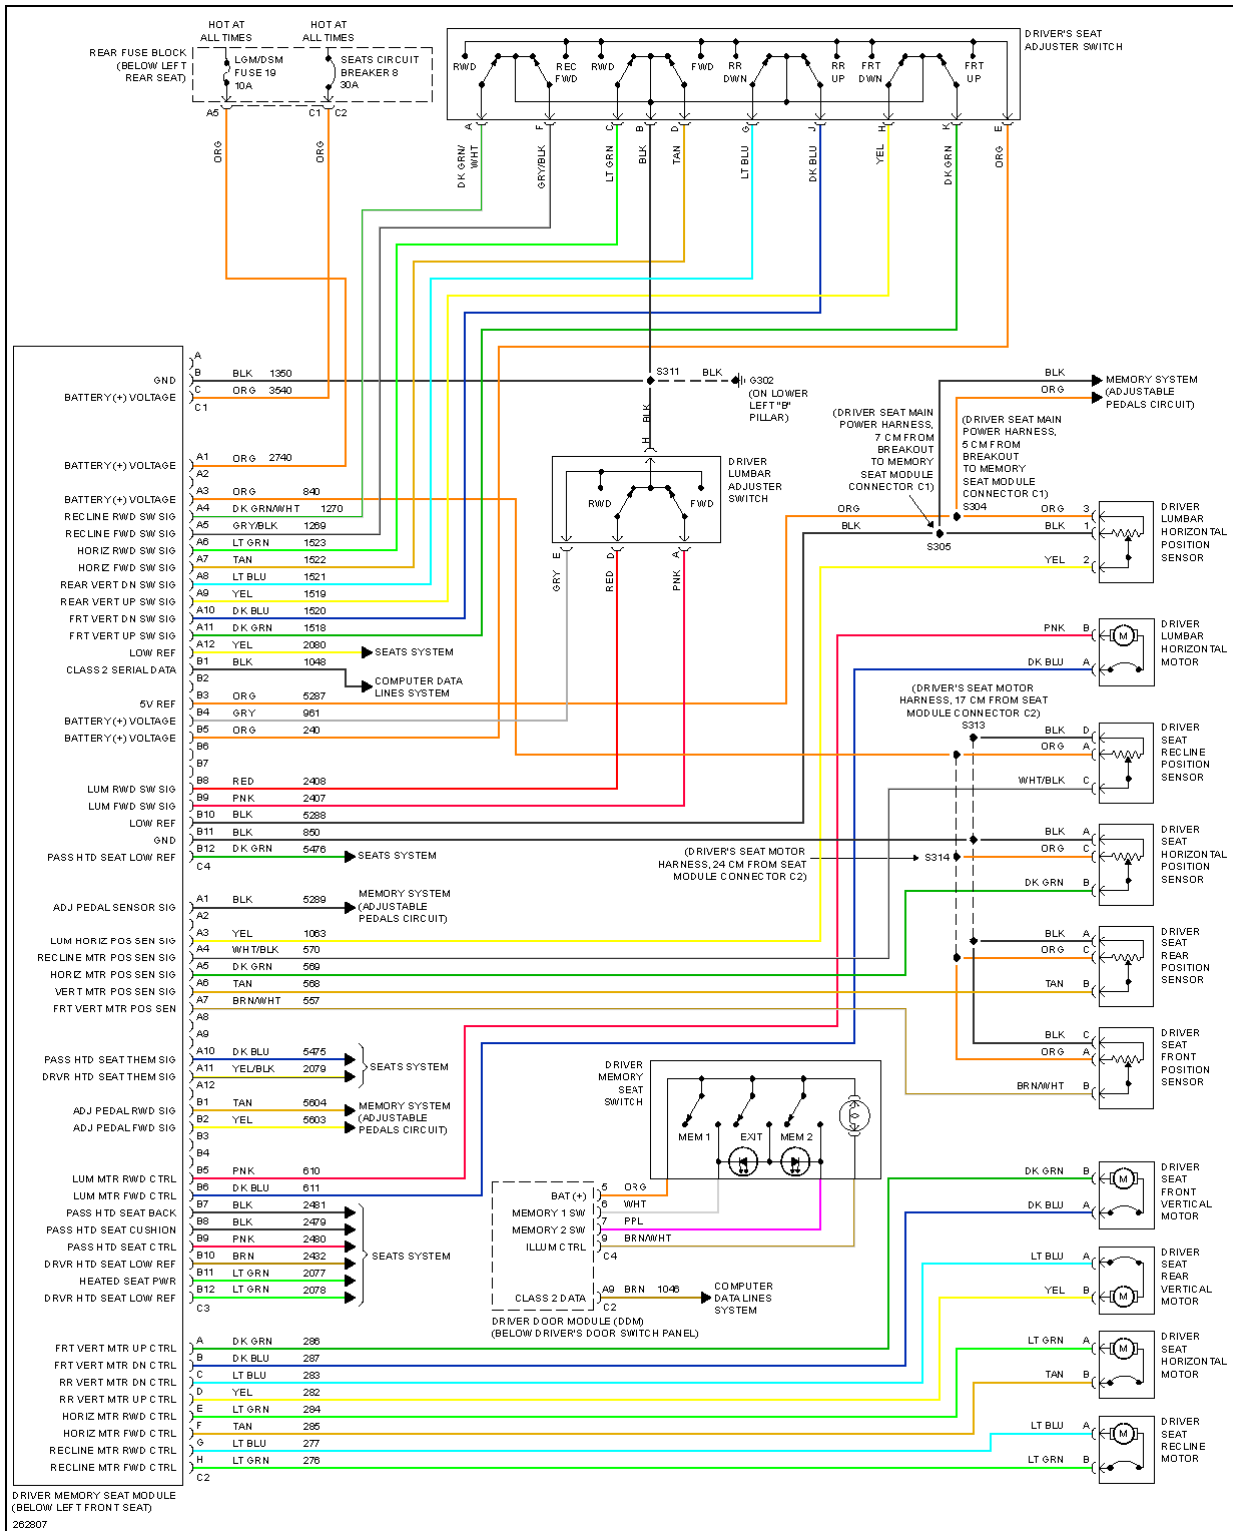 HOT AT
ALL TIMES
HOT AT
ALL TIMES
REAR FUSE BLOCK
(BELOW LEFT
REAR SEAT)
LGM/DSM
FUSE 19
10A
SEATS CIRCUIT
BREAKER 8
30A
A5
C1
C2
ORG
ORG
DRIVER'S SEAT
ADJUSTER SWITCH
RWD
REC
FWD
RWD
FWD
RR
DWN
RR
UP
FRT
DWN
FRT
UP
A
F
C
B
D
G
J
H
K
E
DK GRN/
WHT
GRY/BLK
LT GRN
BLK
TAN
LT BLU
DK BLU
YEL
DK GRN
ORG
S311
BLK
G302
(ON LOWER
LEFT "B"
PILLAR)
BLK
H
DRIVER
LUMBAR
ADJUSTER
SWITCH
RWD
FWD
E
D
A
GRY
RED
PNK
BLK
ORG
MEMORY SYSTEM
(ADJUSTABLE
PEDALS CIRCUIT)
(DRIVER SEAT MAIN
POWER HARNESS,
7 CM FROM
BREAKOUT
TO MEMORY
SEAT MODULE
CONNECTOR C1)
(DRIVER SEAT MAIN
POWER HARNESS,
5 CM FROM
BREAKOUT
TO MEMORY
SEAT MODULE
CONNECTOR C1)
S304
ORG
BLK
S305
ORG 3
BLK 1
YEL 2
DRIVER
LUMBAR
HORIZONTAL
POSITION
SENSOR
PNK B
DK BLU A
M
DRIVER
LUMBAR
HORIZONTAL
MOTOR
(DRIVER'S SEAT MOTOR
HARNESS, 17 CM FROM SEAT
MODULE CONNECTOR C2)
S313
BLK D
ORG A
WHT/BLK C
DRIVER
SEAT
RECLINE
POSITION
SENSOR
(DRIVER'S SEAT MOTOR
HARNESS, 24 CM FROM SEAT
MODULE CONNECTOR C2)
S314
BLK A
ORG C
DK GRN B
DRIVER
SEAT
HORIZONTAL
POSITION
SENSOR
BLK A
ORG C
TAN B
DRIVER
SEAT
REAR
POSITION
SENSOR
BLK C
ORG A
BRN/WHT B
DRIVER
SEAT
FRONT
POSITION
SENSOR
A
GND B BLK 1350
BATTERY (+) VOLTAGE C ORG 3540
C1
BATTERY (+) VOLTAGE A1 ORG 2740
A2
BATTERY (+) VOLTAGE A3 ORG 840
RECLINE RWD SW SIG A4 DK GRN/WHT 1270
RECLINE FWD SW SIG A5 GRY/BLK 1269
HORIZ RWD SW SIG A6 LT GRN 1523
HORIZ FWD SW SIG A7 TAN 1522
REAR VERT DN SW SIG A8 LT BLU 1521
REAR VERT UP SW SIG A9 YEL 1519
FRT VERT DN SW SIG A10 DK BLU 1520
FRT VERT UP SW SIG A11 DK GRN 1518
LOW REF A12 YEL 2080 SEATS SYSTEM
CLASS 2 SERIAL DATA B1 BLK 1048
COMPUTER DATA
LINES SYSTEM
B2
5V REF B3 ORG 5287
BATTERY (+) VOLTAGE B4 GRY 961
BATTERY (+) VOLTAGE B5 ORG 240
B6
B7
LUM RWD SW SIG B8 RED 2408
LUM FWD SW SIG B9 PNK 2407
LOW REF B10 BLK 5288
GND B11 BLK 850
PASS HTD SEAT LOW REF B12 DK GRN 5476 SEATS SYSTEM
C4
ADJ PEDAL SENSOR SIG A1 BLK 5289
MEMORY SYSTEM
(ADJUSTABLE
PEDALS CIRCUIT)
A2
LUM HORIZ POS SEN SIG A3 YEL 1063
RECLINE MTR POS SEN SIG A4 WHT/BLK 570
HORIZ MTR POS SEN SIG A5 DK GRN 569
VERT MTR POS SEN SIG A6 TAN 568
FRT VERT MTR POS SEN A7 BRN/WHT 557
A8
A9
PASS HTD SEAT THEM SIG A10 DK BLU 5475
DRVR HTD SEAT THEM SIG A11 YEL/BLK 2079
SEATS SYSTEM
A12
ADJ PEDAL RWD SIG B1 TAN 5604
ADJ PEDAL FWD SIG B2 YEL 5603
MEMORY SYSTEM
(ADJUSTABLE
PEDALS CIRCUIT)
B3
B4
LUM MTR RWD CTRL B5 PNK 610
LUM MTR FWD CTRL B6 DK BLU 611
PASS HTD SEAT BACK B7 BLK 2481
PASS HTD SEAT CUSHION B8 BLK 2479
PASS HTD SEAT CTRL B9 PNK 2480
DRVR HTD SEAT LOW REF B10 BRN 2432
HEATED SEAT PWR B11 LT GRN 2077
DRVR HTD SEAT LOW REF B12 LT GRN 2078
SEATS SYSTEM
C3
FRT VERT MTR UP CTRL A DK GRN 286
FRT VERT MTR DN CTRL B DK BLU 287
RR VERT MTR DN CTRL C LT BLU 283
RR VERT MTR UP CTRL D YEL 282
HORIZ MTR RWD CTRL E LT GRN 284
HORIZ MTR FWD CTRL F TAN 285
RECLINE MTR RWD CTRL G LT BLU 277
RECLINE MTR FWD CTRL H LT GRN 276
C2
DRIVER
MEMORY
SEAT
SWITCH
MEM 1
EXIT
MEM 2
BAT (+) 5 ORG
MEMORY 1 SW 6 WHT
MEMORY 2 SW 7 PPL
ILLUM CTRL 9 BRN/WHT
C4
CLASS 2 DATA A9 BRN 1046
C2
COMPUTER
DATA LINES
SYSTEM
DRIVER DOOR MODULE (DDM)
(BELOW DRIVER'S DOOR SWITCH PANEL)
DK GRN B
DK BLU A
M
DRIVER
SEAT
FRONT
VERTICAL
MOTOR
LT BLU A
YEL B
M
DRIVER
SEAT
REAR
VERTICAL
MOTOR
LT GRN A
TAN B
M
DRIVER
SEAT
HORIZONTAL
MOTOR
LT BLU A
LT GRN B
M
DRIVER
SEAT
RECLINE
MOTOR
DRIVER MEMORY SEAT MODULE
(BELOW LEFT FRONT SEAT)
262807